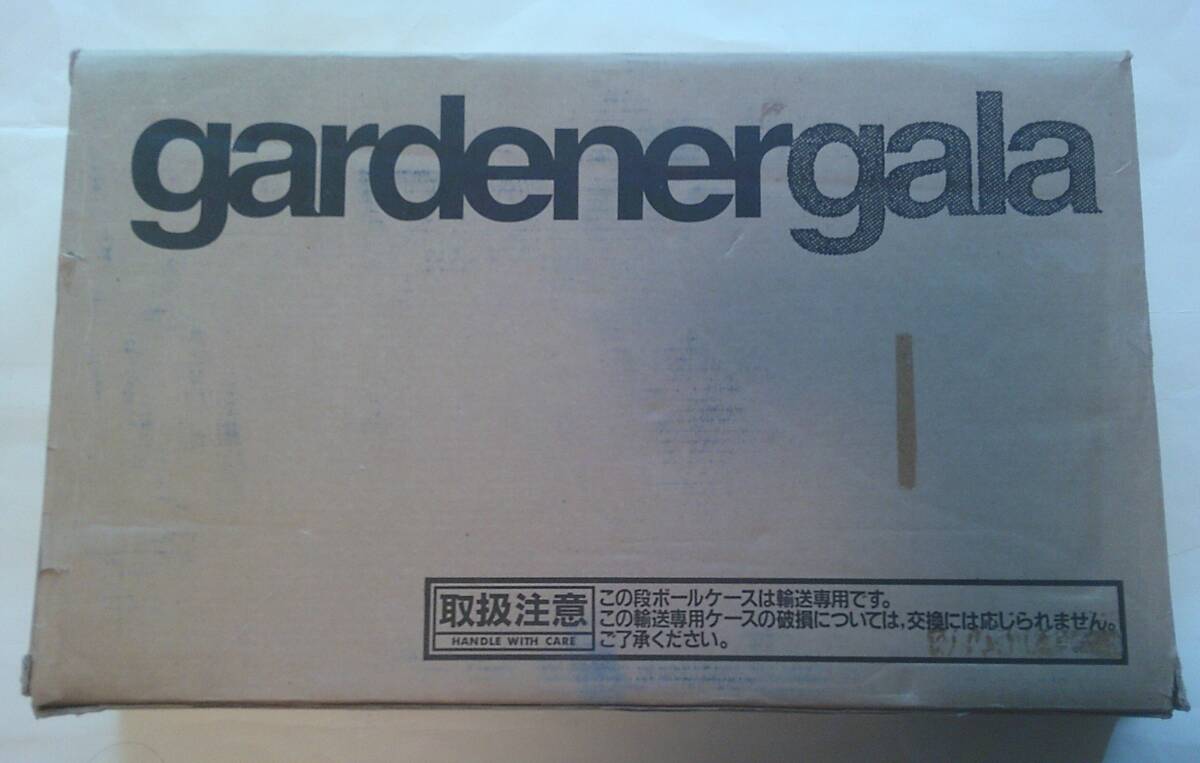 gardenergala
取扱注意
HANDLE WITH CARE
この段ボールケースは輸送専用です。
この輸送専用ケースの破損については、交換には応じられません。
ご了承ください。